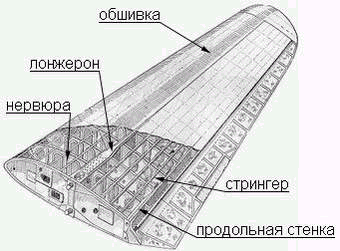 обшивка
лонжерон
нервюра
стрингер
продольная стенка